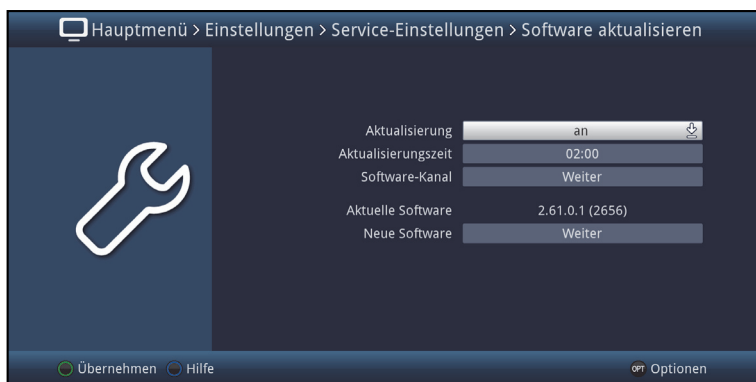 Hauptmenü > Einstellungen > Service-Einstellungen > Software aktualisieren
Aktualisierung an
Aktualisierungszeit 02:00
Software-Kanal Weiter
Aktuelle Software 2.61.0.1 (2656)
Neue Software Weiter
Übernehmen Hilfe OPT Optionen